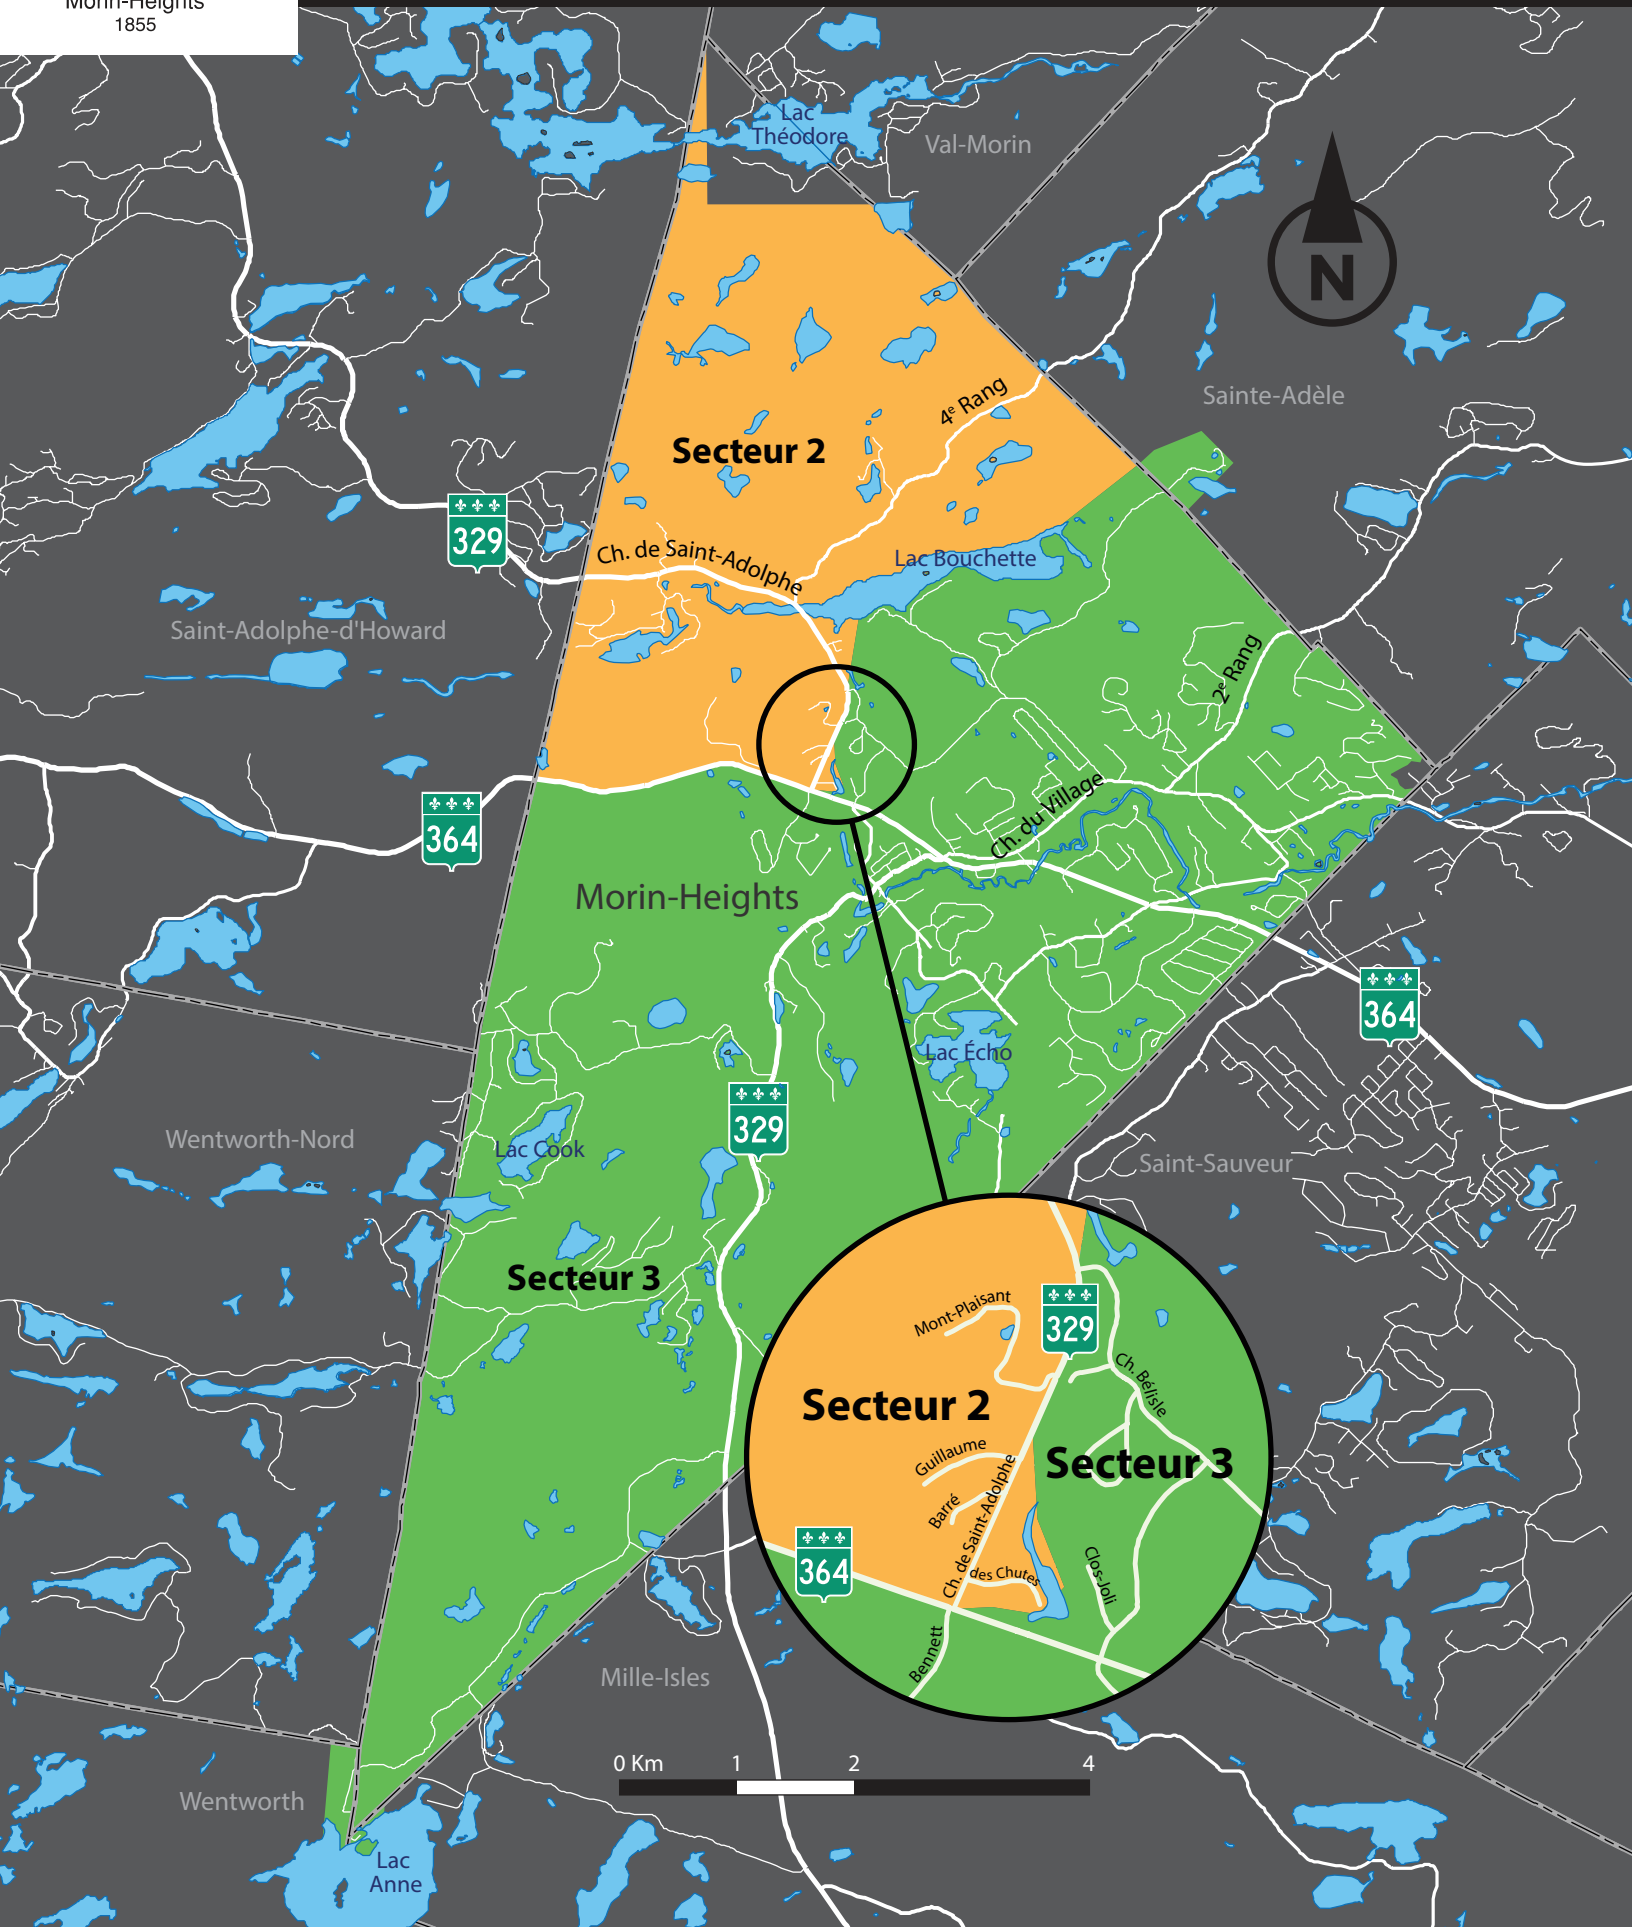 Morin-Heights
1855
Lac
Théodore
Val-Morin
N
Sainte-Adèle
4e Rang
Secteur 2
329
Ch. de Saint-Adolphe
Lac Bouchette
Saint-Adolphe-d'Howard
2e Rang
364
Ch. du Village
Morin-Heights
364
Lac Écho
329
Wentworth-Nord
Lac Cook
Saint-Sauveur
Secteur 3
Mont-Plaisant
329
Ch. Bélisle
Secteur 2
Guillaume
Secteur 3
Barré
Ch. de Saint-Adolphe
364
des Chutes
Clos-Joli
Bennett
Mille-Isles
0 Km 1 2 4
Wentworth
Lac
Anne